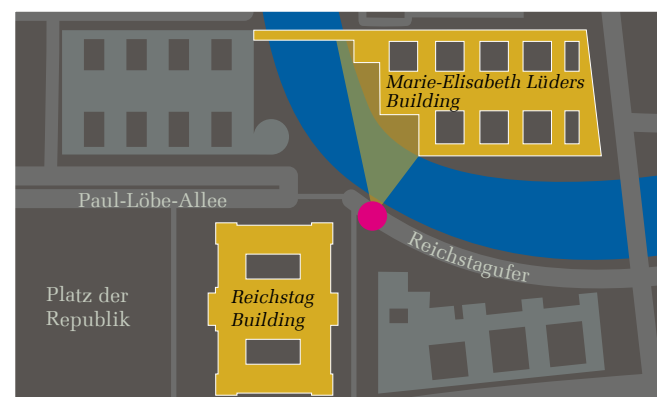 Marie-Elisabeth Lüders
Building
Paul-Löbe-Allee
Reichstagufer
Platz der
Republik
Reichstag
Building